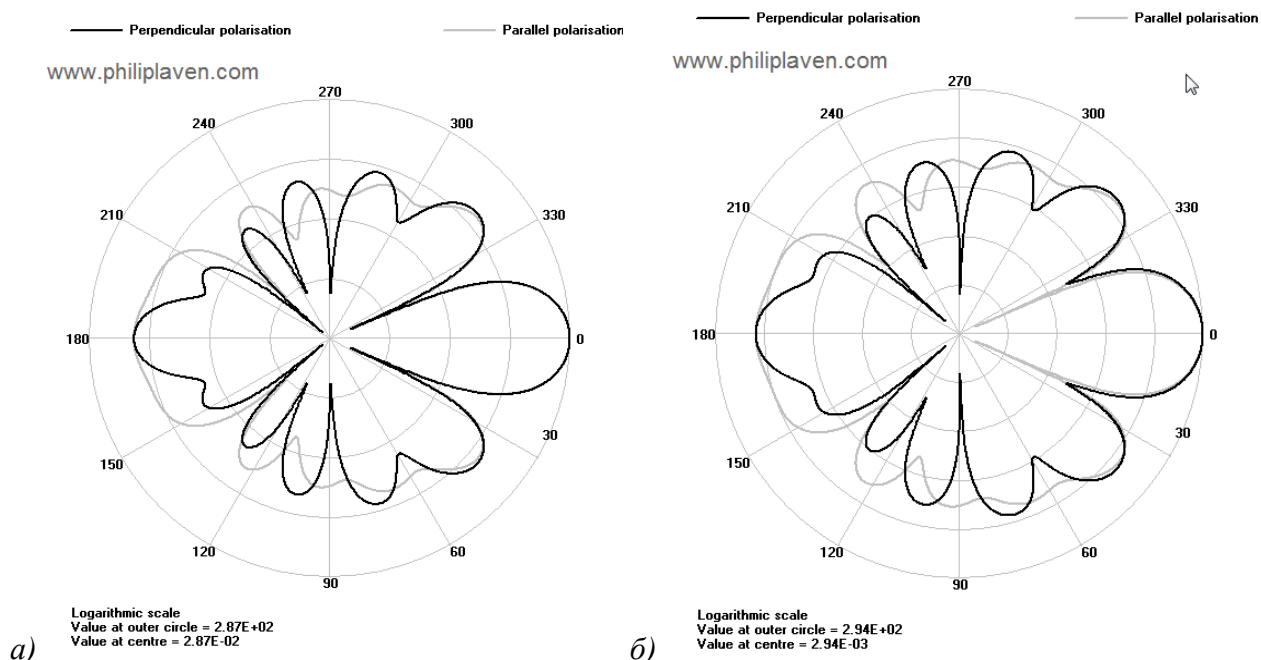 Perpendicular polarisation
Parallel polarisation
www.philiplaven.com
270
240
300
210
330
180
0
150
30
120
60
90
Logarithmic scale
Value at outer circle = 2.87E+02
Value at centre = 2.87E-02
а)
Perpendicular polarisation
Parallel polarisation
www.philiplaven.com
270
240
300
210
330
180
0
150
30
120
60
90
Logarithmic scale
Value at outer circle = 2.94E+02
Value at centre = 2.94E-03
б)